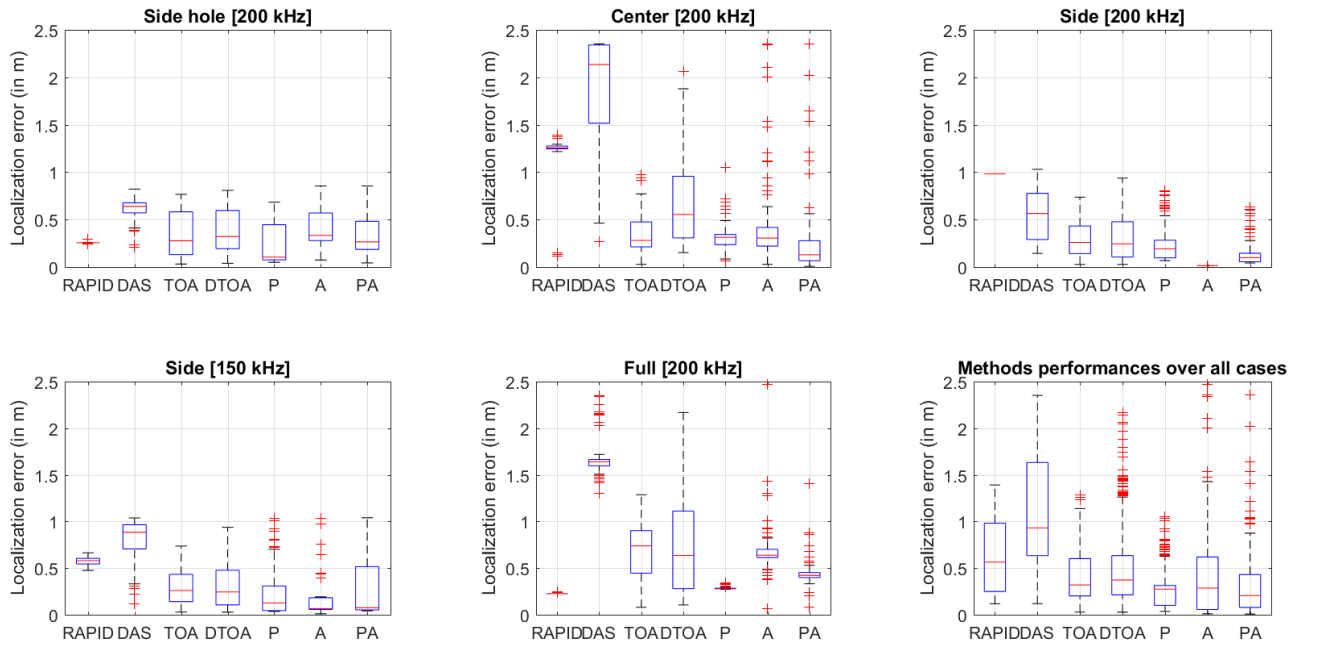 Side hole [200 kHz]
Localization error (in m)
2.5
2
1.5
1
0.5
0
RAPID DAS TOA DTOA P A PA
Center [200 kHz]
Localization error (in m)
2.5
2
1.5
1
0.5
0
RAPID DAS TOA DTOA P A PA
Side [200 kHz]
Localization error (in m)
2.5
2
1.5
1
0.5
0
RAPID DAS TOA DTOA P A PA
Side [150 kHz]
Localization error (in m)
2.5
2
1.5
1
0.5
0
RAPID DAS TOA DTOA P A PA
Full [200 kHz]
Localization error (in m)
2.5
2
1.5
1
0.5
0
RAPID DAS TOA DTOA P A PA
Methods performances over all cases
Localization error (in m)
2.5
2
1.5
1
0.5
0
RAPID DAS TOA DTOA P A PA